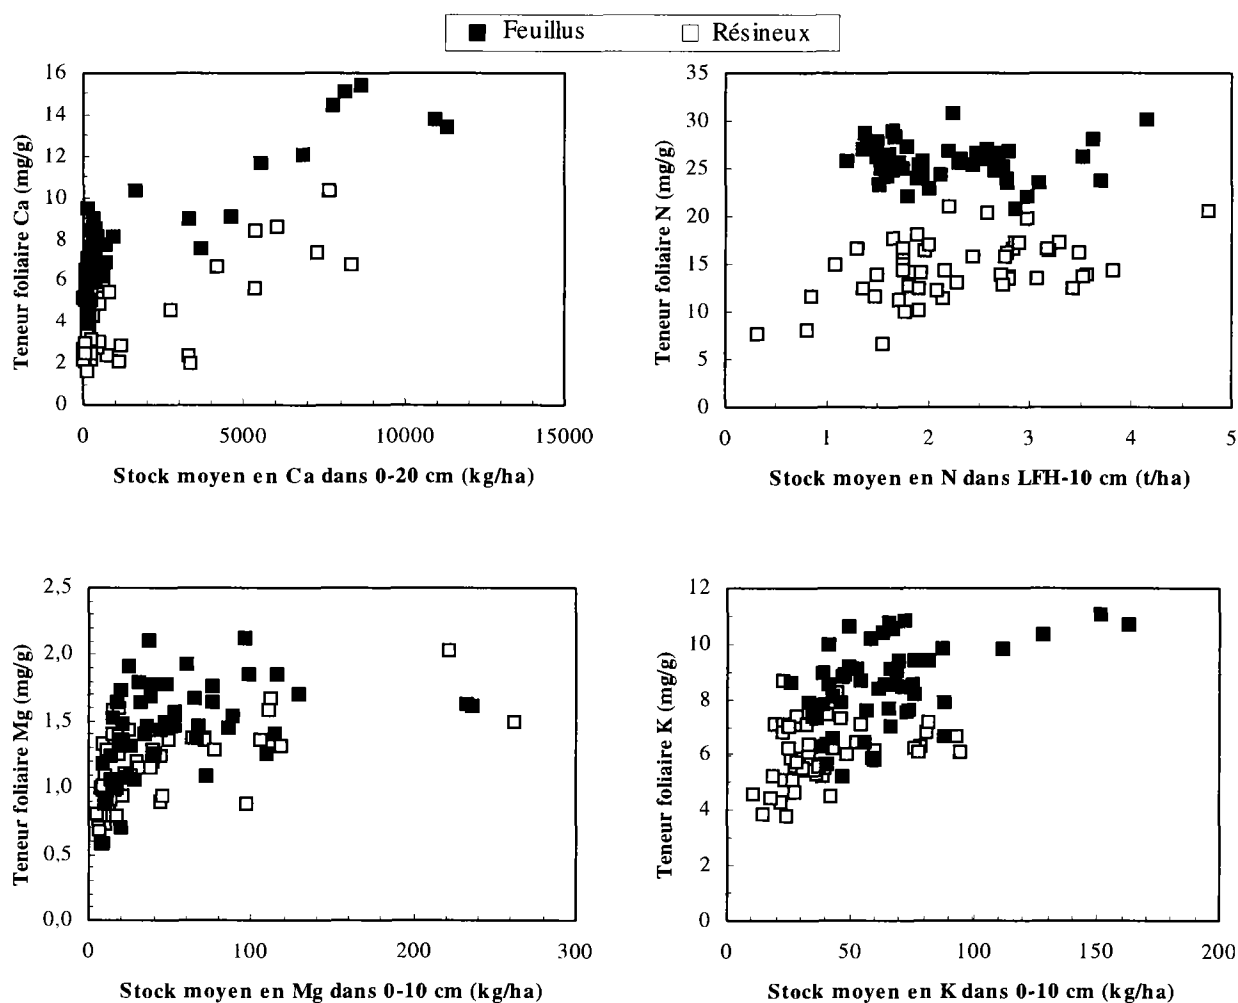 Feuillus Résineux
Teneur foliaire Ca (mg/g)
16
14
12
10
8
6
4
2
0
0 5000 10000 15000
Stock moyen en Ca dans 0-20 cm (kg/ha)
Teneur foliaire N (mg/g)
35
30
25
20
15
10
5
0
0 1 2 3 4 5
Stock moyen en N dans LFH-10 cm (t/ha)
Teneur foliaire Mg (mg/g)
2,5
2,0
1,5
1,0
0,5
0,0
0 100 200 300
Stock moyen en Mg dans 0-10 cm (kg/ha)
Teneur foliaire K (mg/g)
12
10
8
6
4
2
0
0 50 100 150 200
Stock moyen en K dans 0-10 cm (kg/ha)